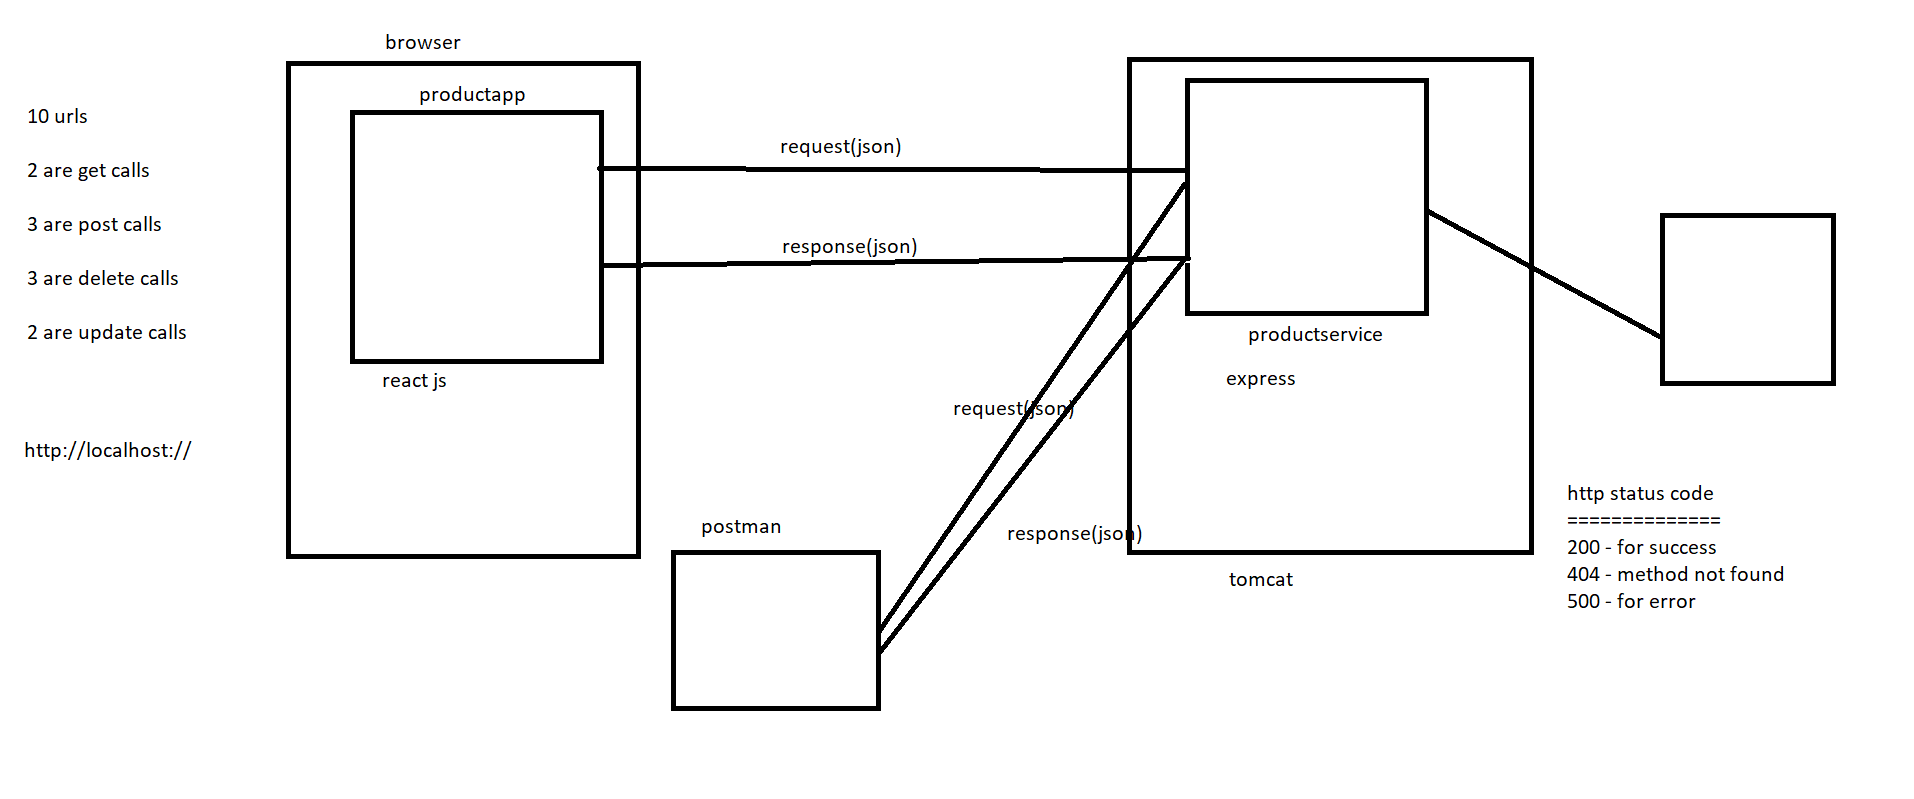 browser
productapp
10 urls
2 are get calls
3 are post calls
3 are delete calls
2 are update calls
react js
http://localhost://
request(json)
response(json)
productservice
express
request(json)
response(json)
postman
tomcat
http status code
==============
200 - for success
404 - method not found
500 - for error